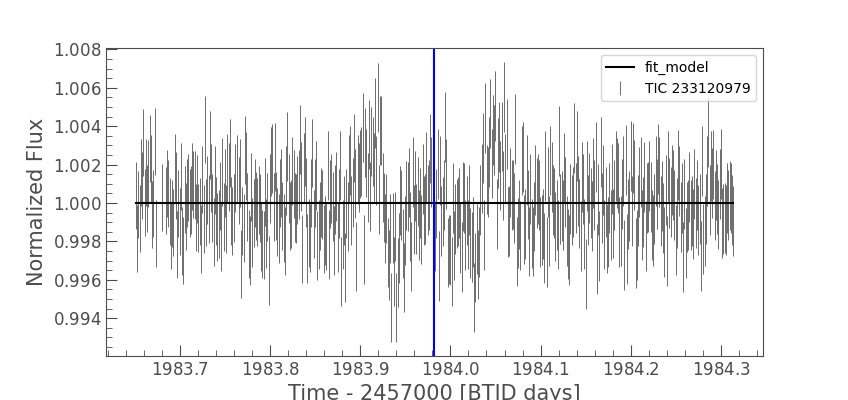 1.008
1.006
1.004
1.002
1.000
0.998
0.996
0.994
Normalized Flux
fit_model
TIC 233120979
1983.7 1983.8 1983.9 1984.0 1984.1 1984.2 1984.3
Time - 2457000 [BTJD days]